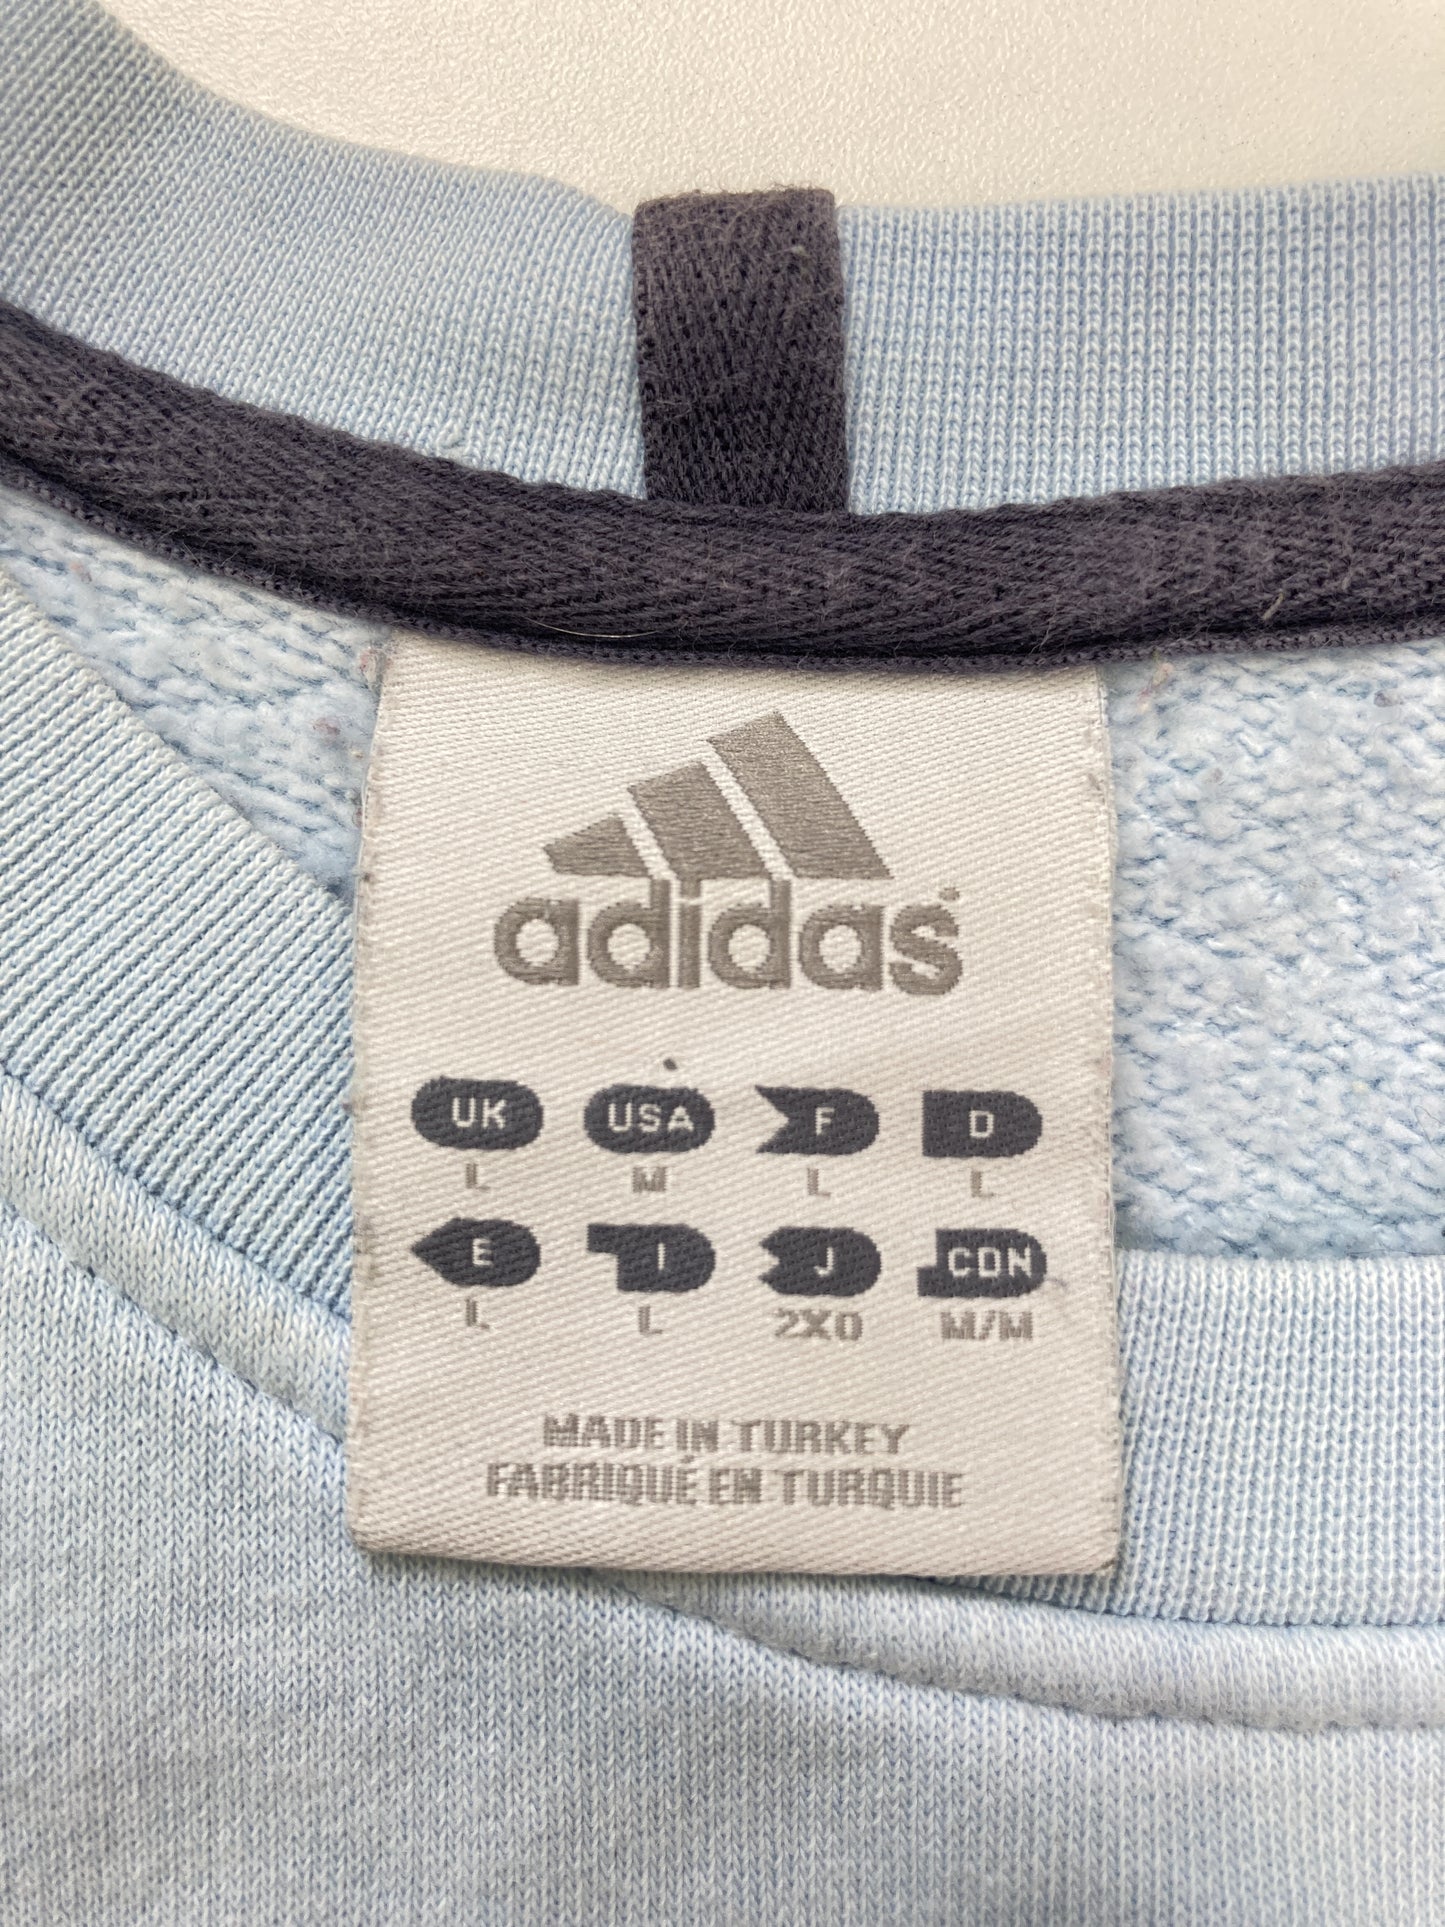 adidas
UK USA F D
L M L L
E I J CDN
L L 2XO M/M
MADE IN TURKEY
FABRIQUÉ EN TURQUIE